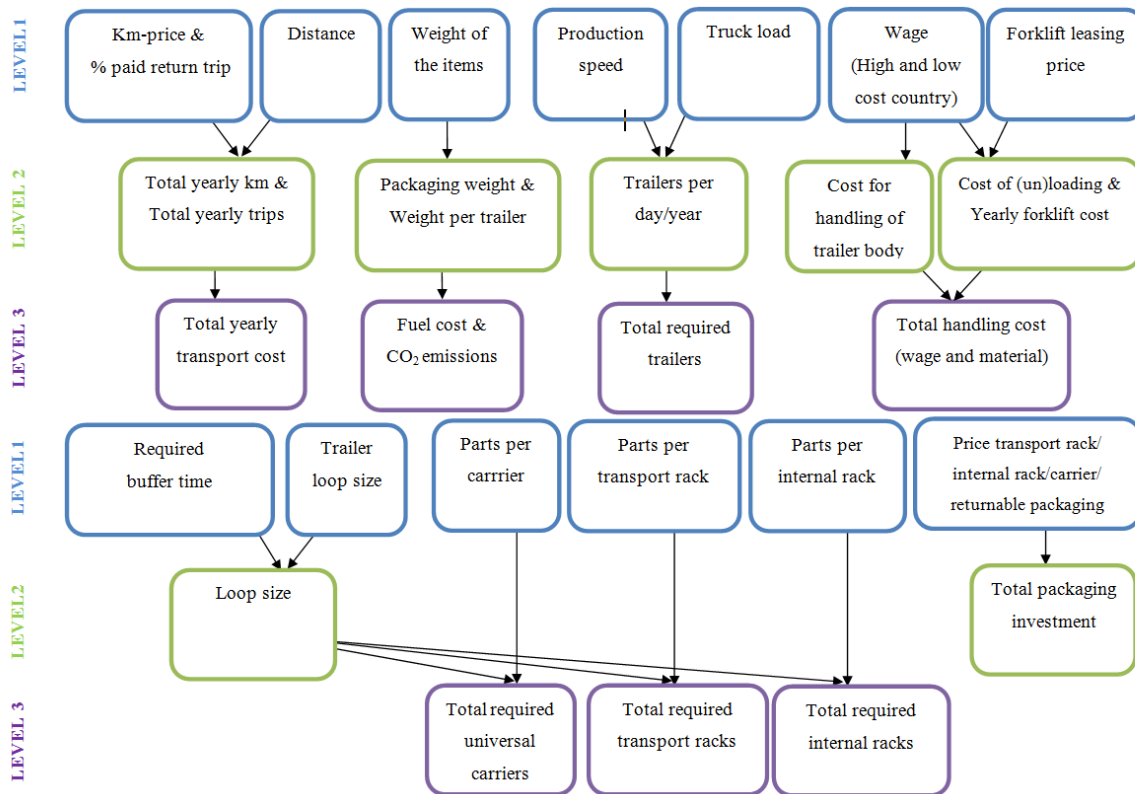 LEVEL1
Km-price &
% paid return trip
Distance
Weight of
the items
Production
speed
Truck load
Wage
(High and low
cost country)
Forklift leasing
price
LEVEL 2
Total yearly km &
Total yearly trips
Packaging weight &
Weight per trailer
Trailers per
day/year
Cost for
handling of
trailer body
Cost of (un)loading &
Yearly forklift cost
LEVEL 3
Total yearly
transport cost
Fuel cost &
CO₂ emissions
Total required
trailers
Total handling cost
(wage and material)
LEVEL1
Required
buffer time
Trailer
loop size
Parts per
carrrier
Parts per
transport rack
Parts per
internal rack
Price transport rack/
internal rack/carrier/
returnable packaging
LEVEL2
Loop size
Total packaging
investment
LEVEL 3
Total required
universal
carriers
Total required
transport racks
Total required
internal racks